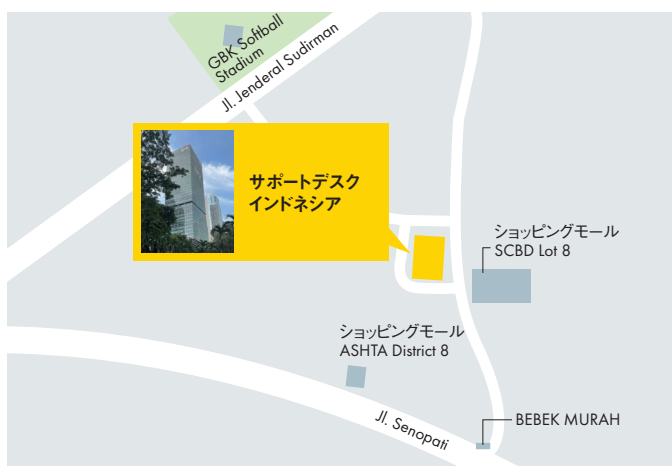 GBK Softball
Stadium
Jl. Jenderal Sudirman
サポートデスク
インドネシア
ショッピングモール
SCBD Lot 8
ショッピングモール
ASHTA District 8
Jl. Senopati
BEBEK MURAH